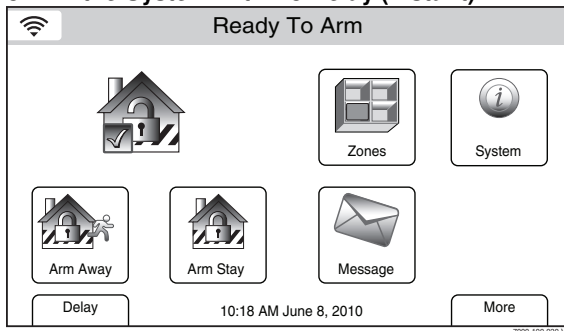 Ready To Arm
Zones
System
Arm Away
Arm Stay
Message
Delay
10:18 AM June 8, 2010
More